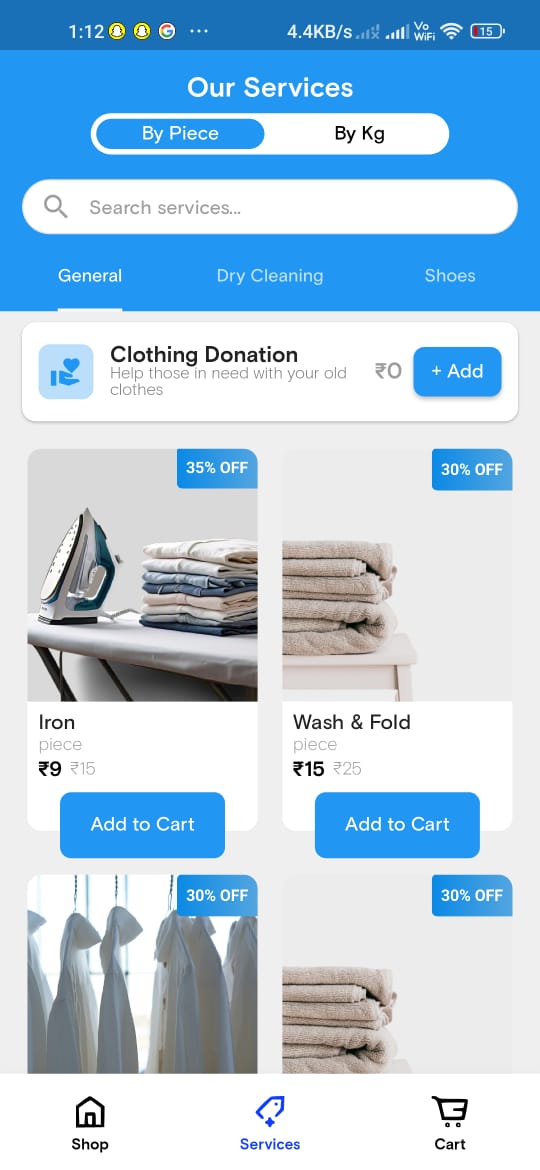 1:12 ... 4.4KB/s Vo WiFi 15
Our Services
By Piece By Kg
Search services...
General Dry Cleaning Shoes
Clothing Donation
Help those in need with your old
clothes
₹0 + Add
35% OFF 30% OFF
Iron Wash & Fold
piece piece
₹9 ₹15 ₹15 ₹25
Add to Cart Add to Cart
30% OFF 30% OFF
Shop Services Cart